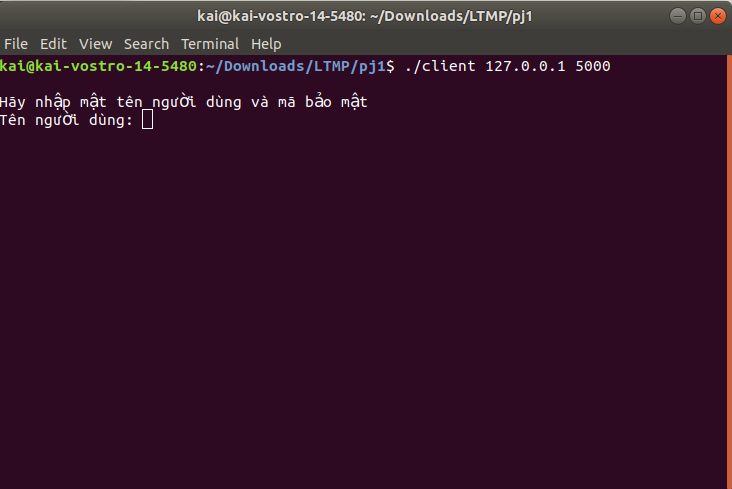 kai@kai-vostro-14-5480: ~/Downloads/LTMP/pj1
File Edit View Search Terminal Help
kai@kai-vostro-14-5480:~/Downloads/LTMP/pj1$ ./client 127.0.0.1 5000
Hãy nhập mật tên người dùng và mã bảo mật
Tên người dùng: